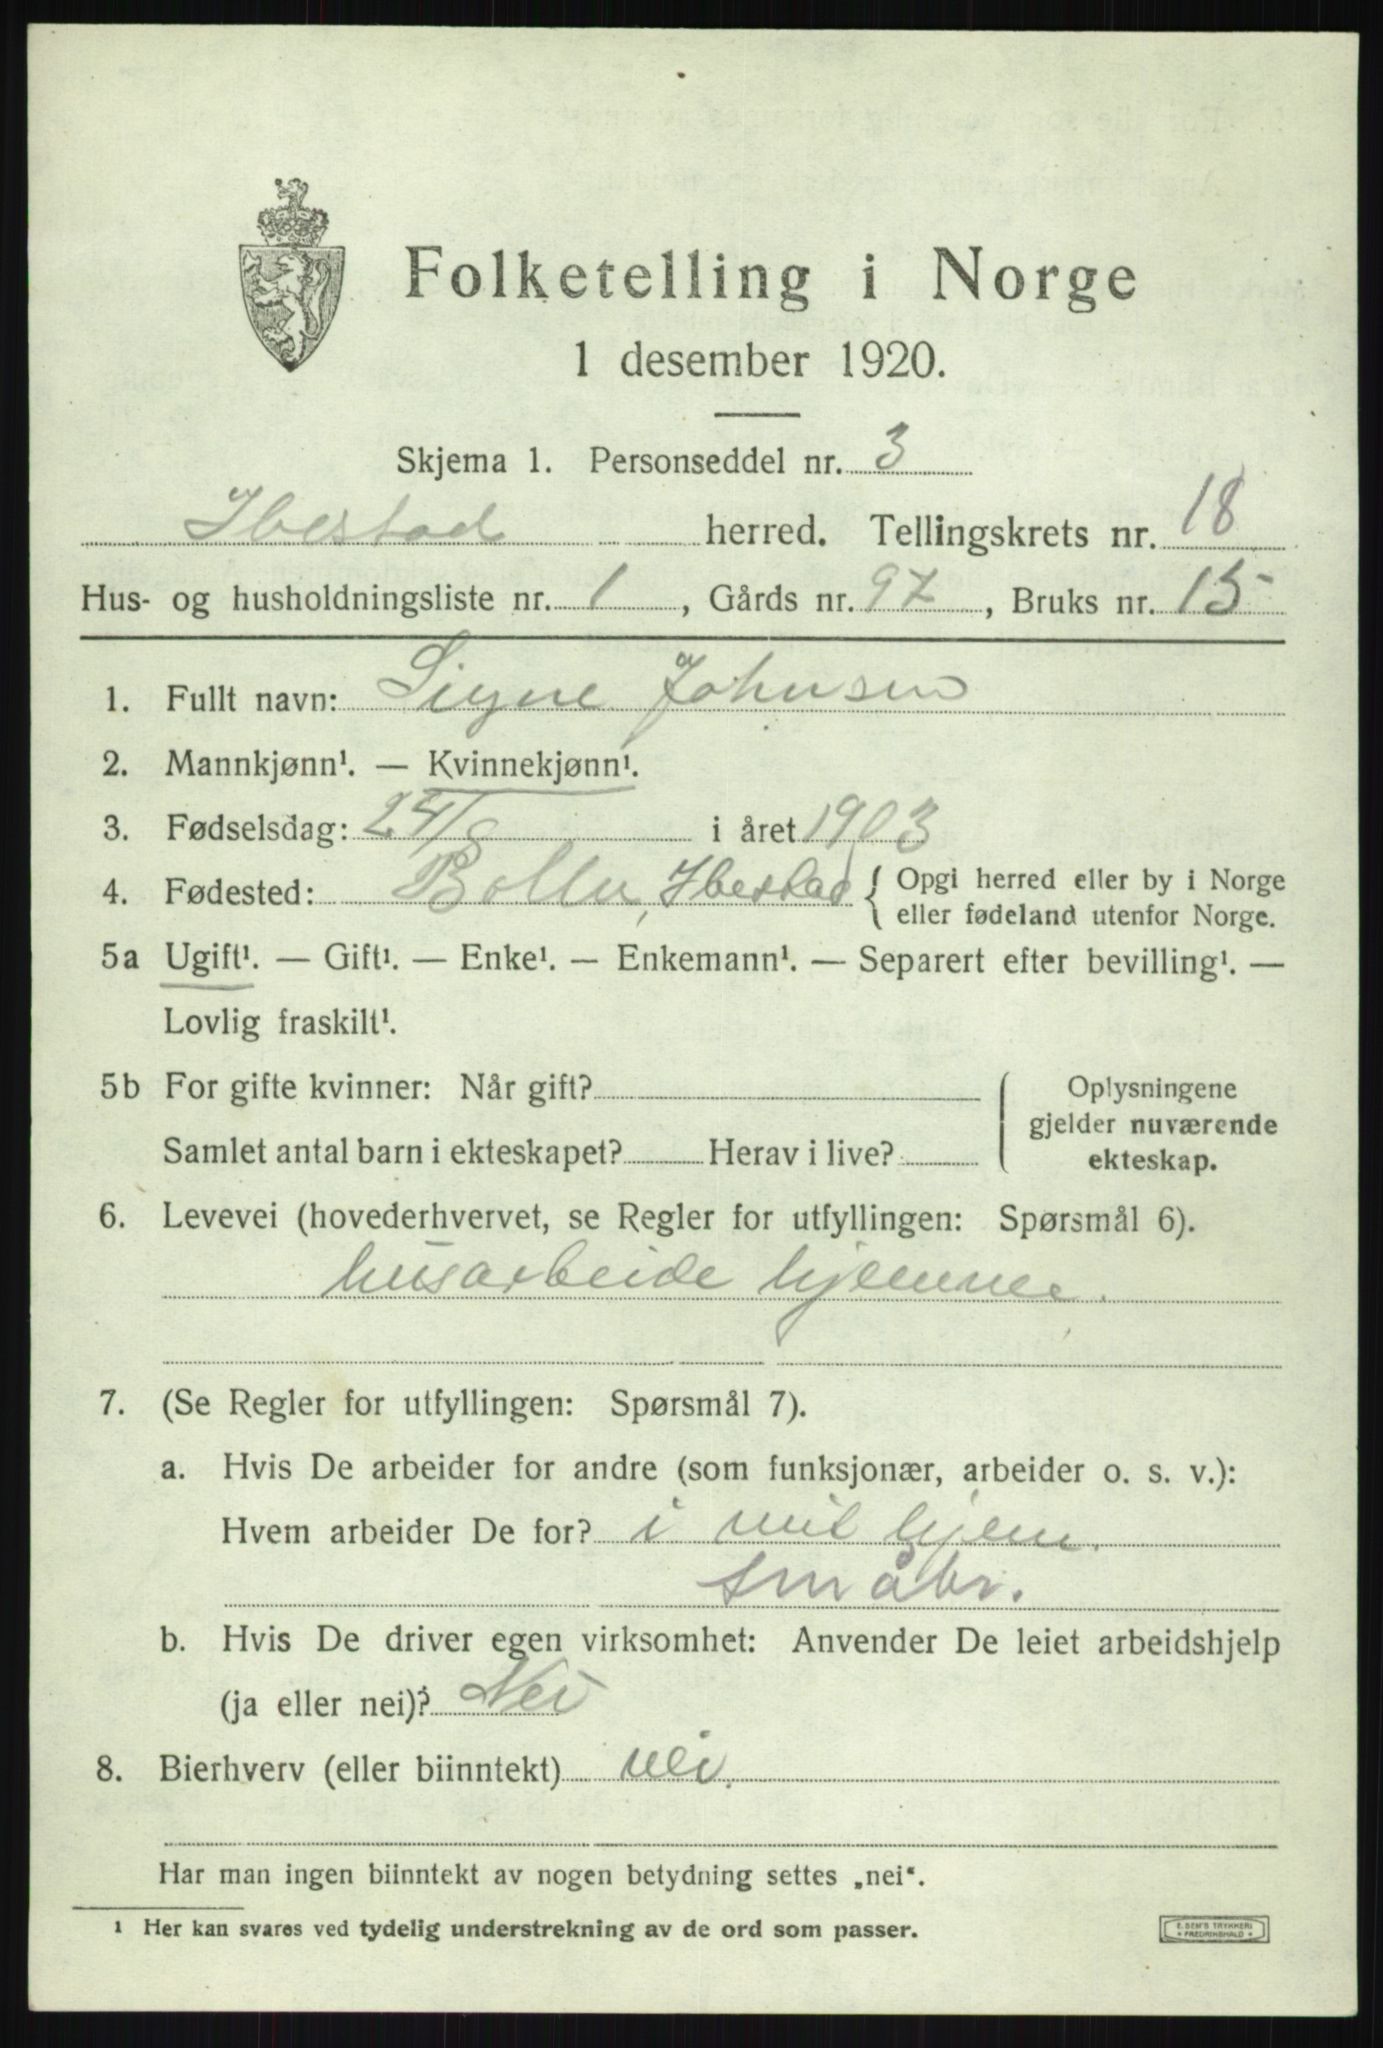 Folketelling i Norge
1 desember 1920.
Skjema 1. Personseddel nr. 3
Ibestad herred. Tellingskrets nr. 18
Hus- og husholdningsliste nr. 1, Gårds nr. 97, Bruks nr. 15
1. Fullt navn: Signe Johnsen
2. Mannkjønn¹. — Kvinnekjønn¹.
3. Fødselsdag: 24/8 i året 1903
4. Fødested: Bolla, Ibestad { Opgi herred eller by i Norge
eller fødeland utenfor Norge.
5a Ugift¹. — Gift¹. — Enke¹. — Enkemann¹. — Separert efter bevilling¹. —
Lovlig fraskilt¹.
5b For gifte kvinner: Når gift? Oplysningene
gjelder nuværende
Samlet antal barn i ekteskapet? Herav i live? ekteskap.
6. Levevei (hovederhvervet, se Regler for utfyllingen: Spørsmål 6).
husarbeide hjemme.
7. (Se Regler for utfyllingen: Spørsmål 7).
a. Hvis De arbeider for andre (som funksjonær, arbeider o. s. v.):
Hvem arbeider De for? i mit hjem.
småbr.
b. Hvis De driver egen virksomhet: Anvender De leiet arbeidshjelp
(ja eller nei)? Nei
8. Bierhverv (eller biinntekt) nei.
Har man ingen biinntekt av nogen betydning settes „nei“.
¹ Her kan svares ved tydelig understrekning av de ord som passer.
E. SEM'S TRYKKERI
* FREDRIKSHALD *